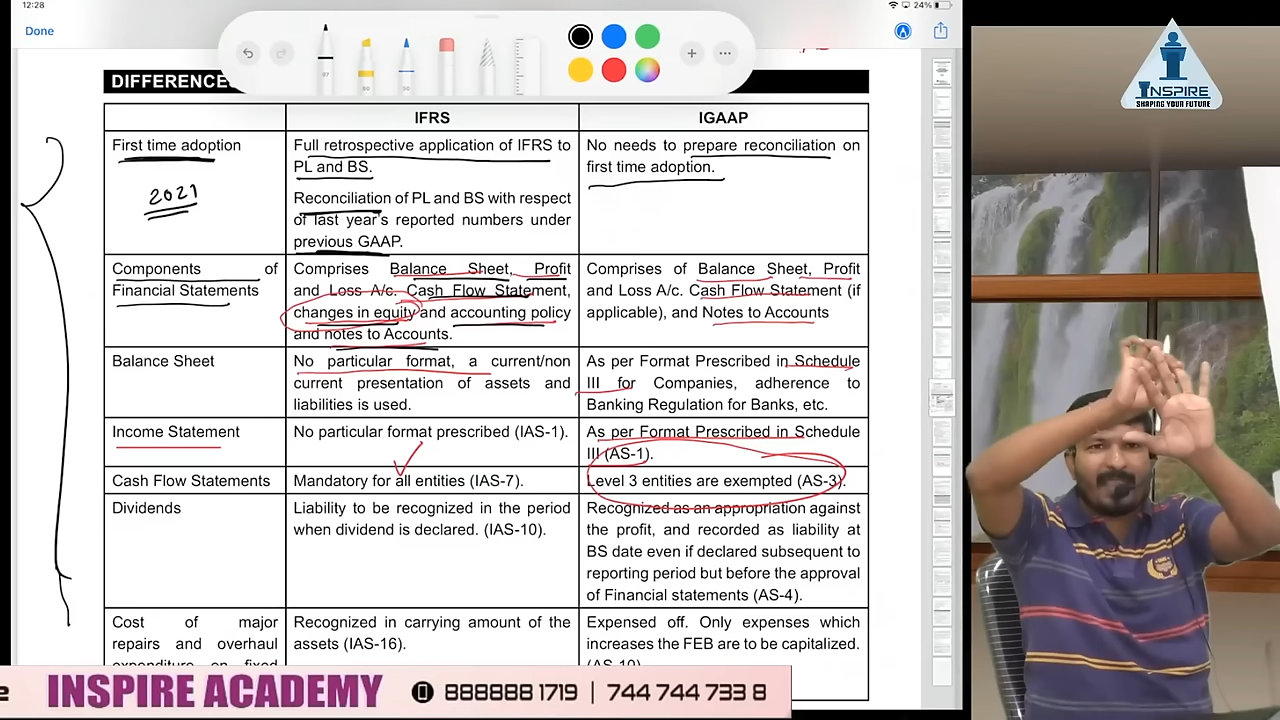 12:28
24%
Done
87
80
50
DIFFERENCE
IFRS
IGAAP
First time adoption
2021
Full retrospective application of IFRS to
PL and BS.
Reconciliation of PL and BS with respect
of last year's reported numbers under
previous GAAP.
No needs to prepare reconciliation on
first time adoption.
Components of
Financial Statements
Comprises Balance Sheet, Profit
and Loss A/c. Cash Flow Statement,
changes in equity and accounting policy
and notes to Accounts.
Comprises of Balance Sheet, Profit
and Loss A/c. Cash Flow Statement (if
applicable), and Notes to Accounts
Balance Sheet
No particular format, a current/non
current presentation of assets and
liabilities is used.
As per Format Prescribed in Schedule
III for Companies, adherence to
Banking Regulation for Banks, etc.
Income Statement
No particular format prescribed (IAS-1).
As per Format Prescribed in Schedule
III (AS-1).
Cash Flow Statements
Mandatory for all entities (IAS-7).
Level 3 entities are exempted (AS-3).
Dividends
Liability to be recognized in the period
when dividend is declared. (IAS-10).
Recognized as an appropriation against
the profit, and recorded as liability at
BS date even if declared subsequent to
reporting period but before the approval
of Financial statements (AS-4).
Cost of major
repairs and overhaul
Recognized in carrying amount of the
assets (IAS-16).
Expensed off. Only expenses which
increases the FEB are to be capitalized.
INSPIRE
SHAPING YOUR FUTURE
INSPIRE ACADEMY 888888 1719 | 744 744 733 8